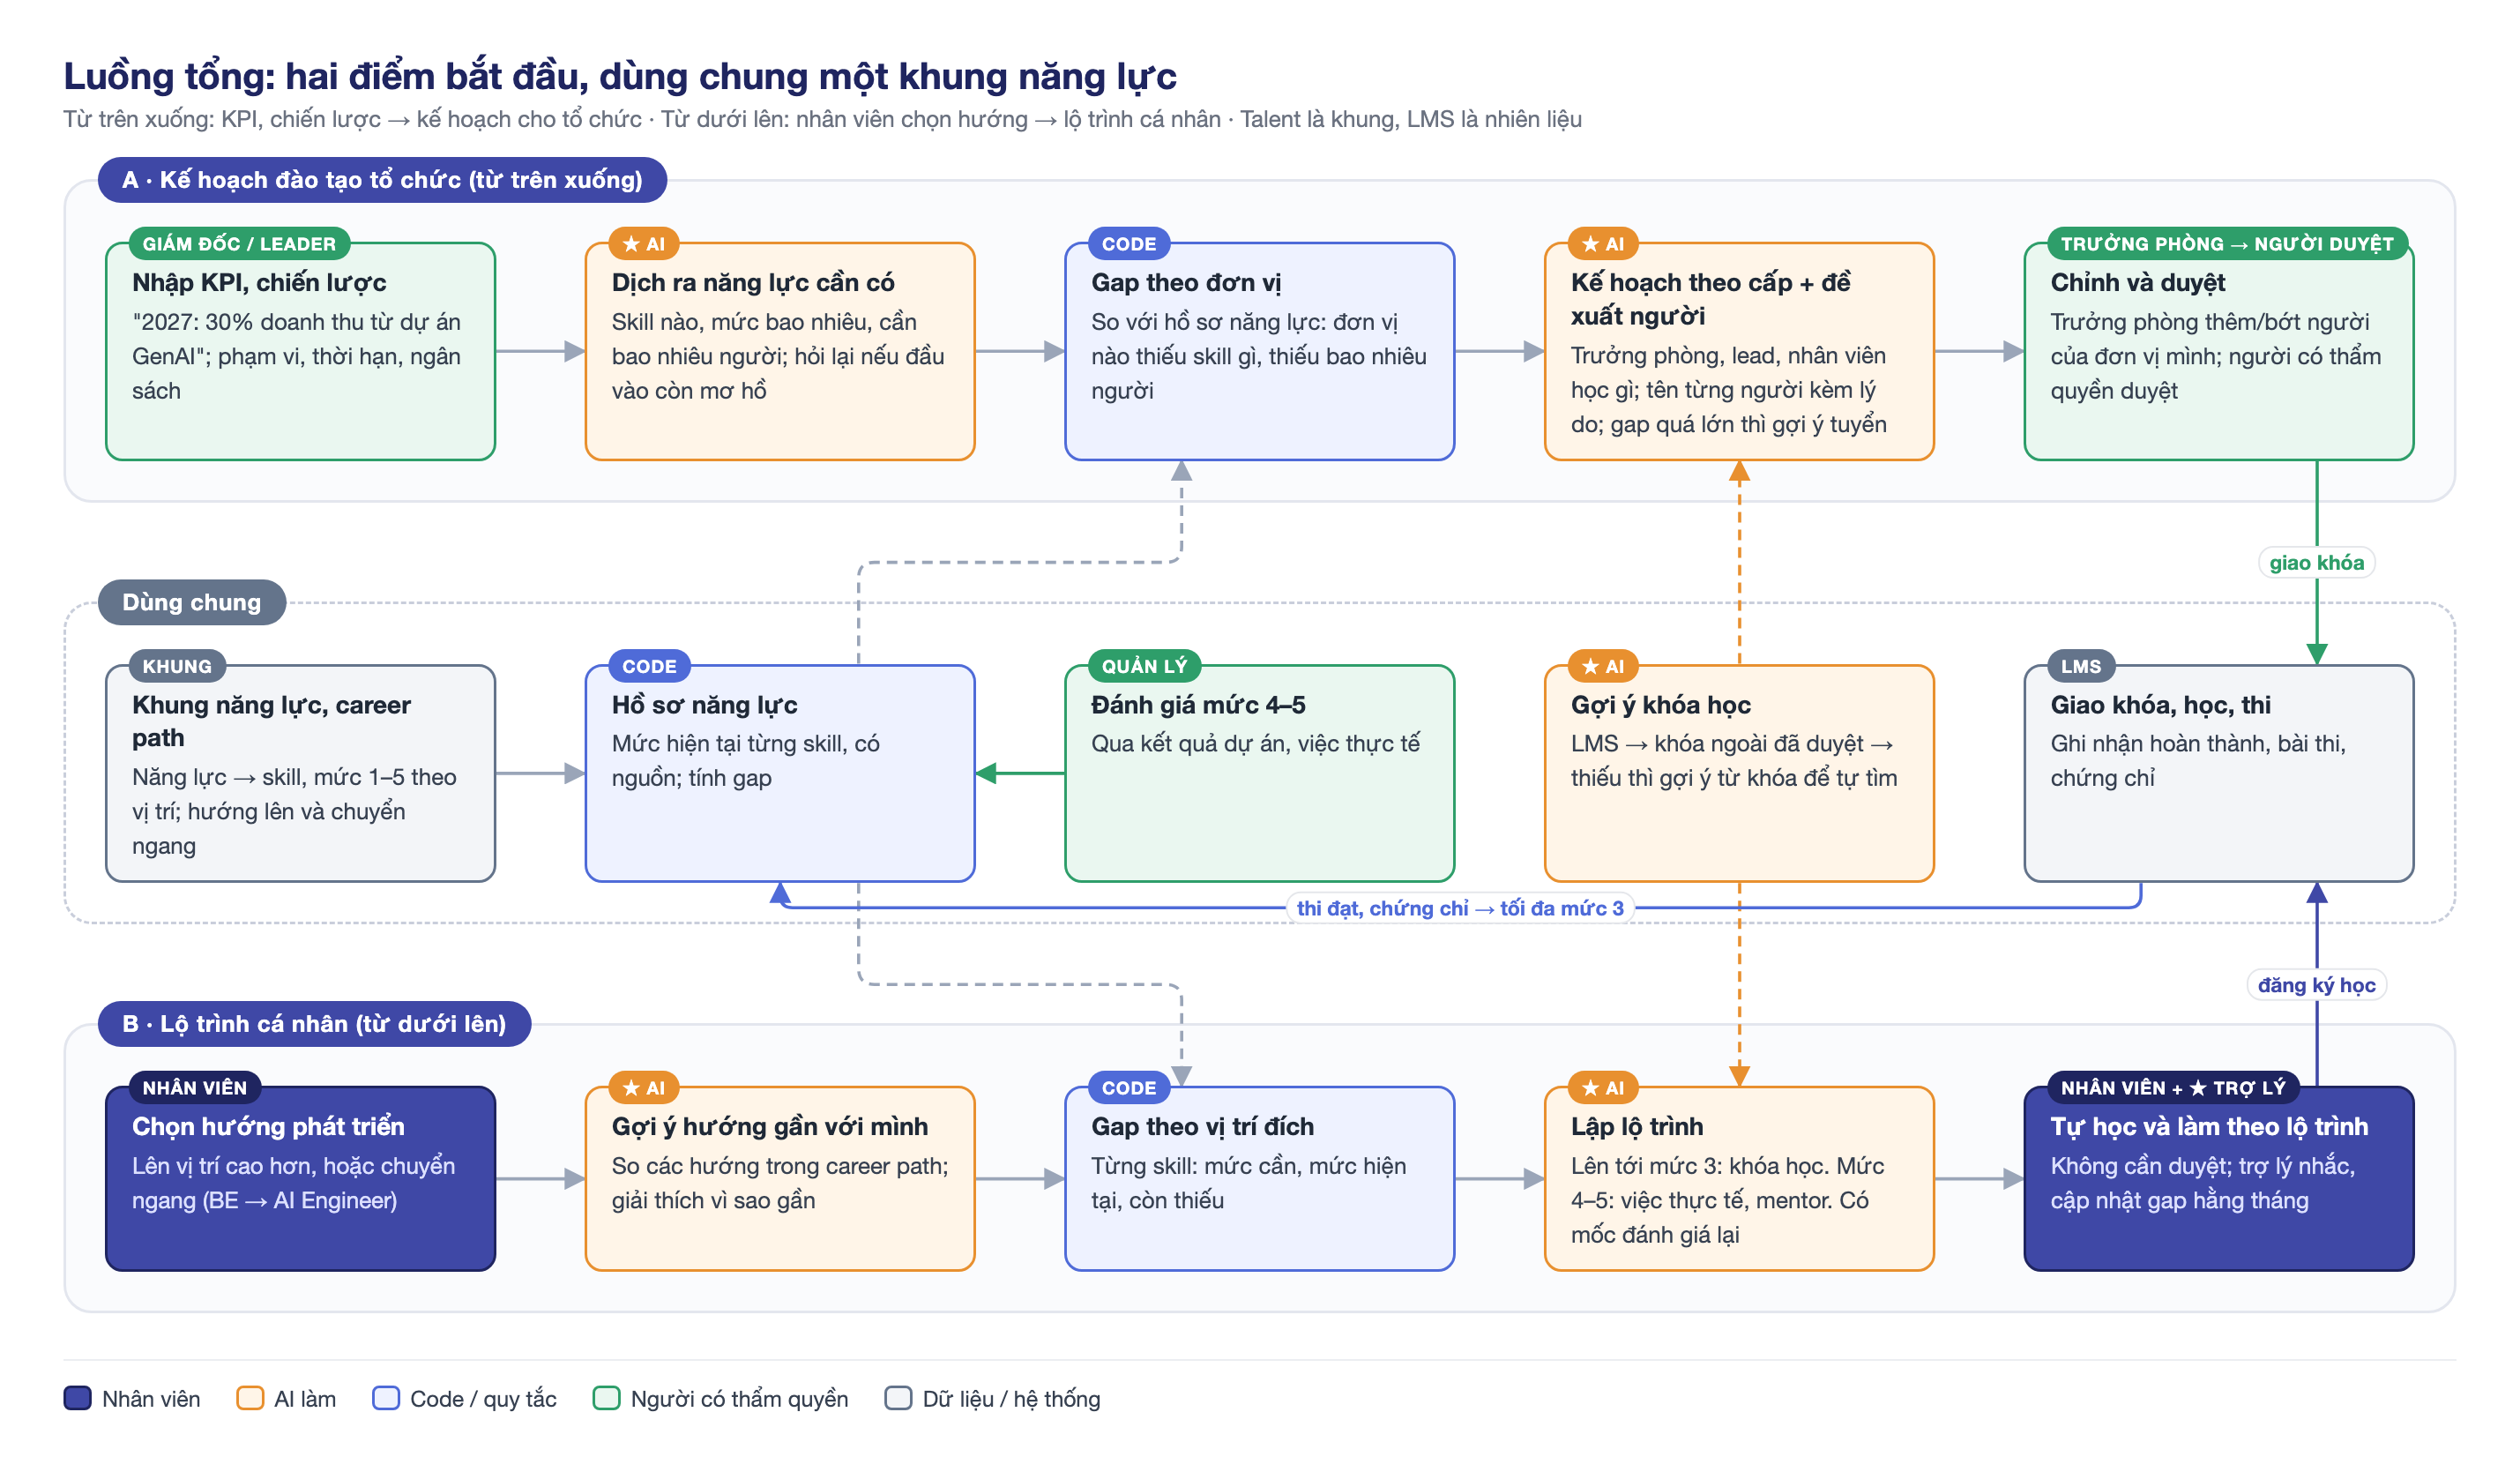 Luồng tổng: hai điểm bắt đầu, dùng chung một khung năng lực
Từ trên xuống: KPI, chiến lược → kế hoạch cho tổ chức · Từ dưới lên: nhân viên chọn hướng → lộ trình cá nhân · Talent là khung, LMS là nhiên liệu
A · Kế hoạch đào tạo tổ chức (từ trên xuống)
GIÁM ĐỐC / LEADER
Nhập KPI, chiến lược
"2027: 30% doanh thu từ dự án
GenAI"; phạm vi, thời hạn, ngân
sách
★ AI
Dịch ra năng lực cần có
Skill nào, mức bao nhiêu, cần
bao nhiêu người; hỏi lại nếu đầu
vào còn mơ hồ
CODE
Gap theo đơn vị
So với hồ sơ năng lực: đơn vị
nào thiếu skill gì, thiếu bao nhiêu
người
★ AI
Kế hoạch theo cấp + đề
xuất người
Trưởng phòng, lead, nhân viên
học gì; tên từng người kèm lý
do; gap quá lớn thì gợi ý tuyển
TRƯỞNG PHÒNG → NGƯỜI DUYỆT
Chỉnh và duyệt
Trưởng phòng thêm/bớt người
của đơn vị mình; người có thẩm
quyền duyệt
giao khóa
Dùng chung
KHUNG
Khung năng lực, career
path
Năng lực → skill, mức 1–5 theo
vị trí; hướng lên và chuyển
ngang
CODE
Hồ sơ năng lực
Mức hiện tại từng skill, có
nguồn; tính gap
QUẢN LÝ
Đánh giá mức 4–5
Qua kết quả dự án, việc thực tế
★ AI
Gợi ý khóa học
LMS → khóa ngoài đã duyệt →
thiếu thì gợi ý từ khóa để tự tìm
LMS
Giao khóa, học, thi
Ghi nhận hoàn thành, bài thi,
chứng chỉ
thi đạt, chứng chỉ → tối đa mức 3
đăng ký học
B · Lộ trình cá nhân (từ dưới lên)
NHÂN VIÊN
Chọn hướng phát triển
Lên vị trí cao hơn, hoặc chuyển
ngang (BE → AI Engineer)
★ AI
Gợi ý hướng gần với mình
So các hướng trong career path;
giải thích vì sao gần
CODE
Gap theo vị trí đích
Từng skill: mức cần, mức hiện
tại, còn thiếu
★ AI
Lập lộ trình
Lên tới mức 3: khóa học. Mức
4–5: việc thực tế, mentor. Có
mốc đánh giá lại
NHÂN VIÊN + ★ TRỢ LÝ
Tự học và làm theo lộ trình
Không cần duyệt; trợ lý nhắc,
cập nhật gap hằng tháng
Nhân viên
AI làm
Code / quy tắc
Người có thẩm quyền
Dữ liệu / hệ thống